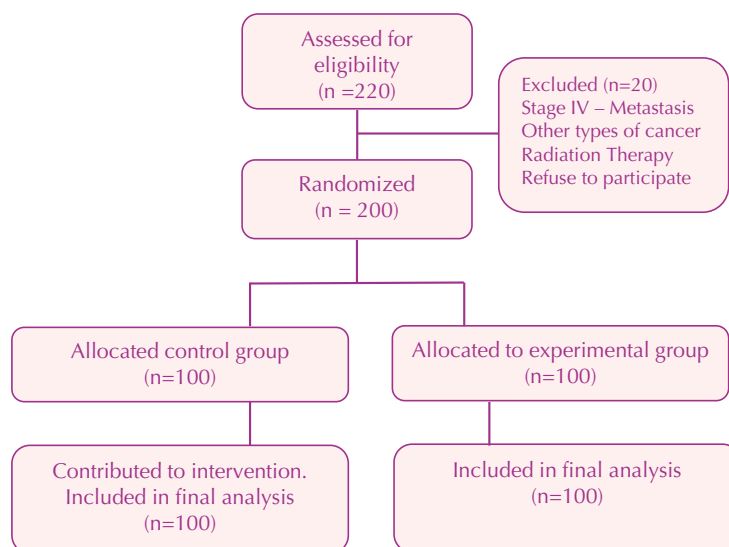 Assessed for
eligibility
(n =220)
Excluded (n=20)
Stage IV – Metastasis
Other types of cancer
Radiation Therapy
Refuse to participate
Randomized
(n = 200)
Allocated control group
(n=100)
Allocated to experimental group
(n=100)
Contributed to intervention.
Included in final analysis
(n=100)
Included in final analysis
(n=100)